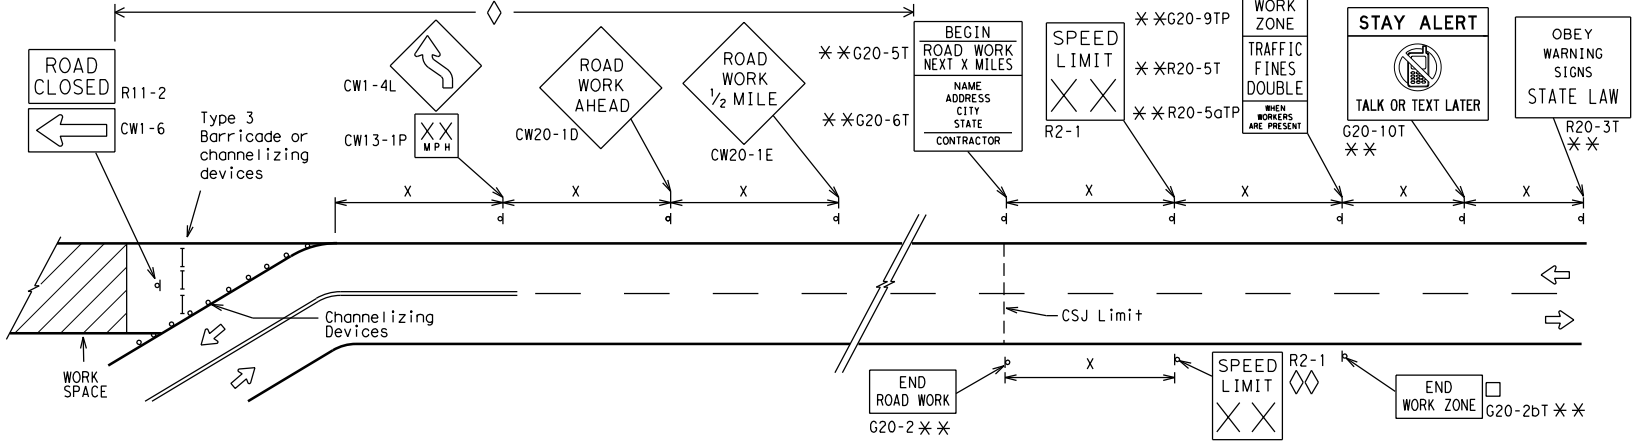 ROAD
CLOSED
R11-2
CW1-6
Type 3
Barricade or
channelizing
devices
CW1-4L
XX
MPH
CW13-1P
ROAD
WORK
AHEAD
CW20-1D
ROAD
WORK
1/2 MILE
CW20-1E
**G20-5T
**G20-6T
BEGIN
ROAD WORK
NEXT X MILES
NAME
ADDRESS
CITY
STATE
CONTRACTOR
SPEED
LIMIT
XX
R2-1
**G20-9TP
**R20-5T
**R20-5aTP
WORK
ZONE
TRAFFIC
FINES
DOUBLE
WHEN
WORKERS
ARE PRESENT
STAY ALERT
TALK OR TEXT LATER
G20-10T
**
OBEY
WARNING
SIGNS
STATE LAW
R20-3T
**
X
X
X
X
X
X
X
Channelizing
Devices
CSJ Limit
WORK
SPACE
END
ROAD WORK
G20-2 **
X
SPEED
LIMIT
XX
R2-1
END
WORK ZONE
G20-2bT **